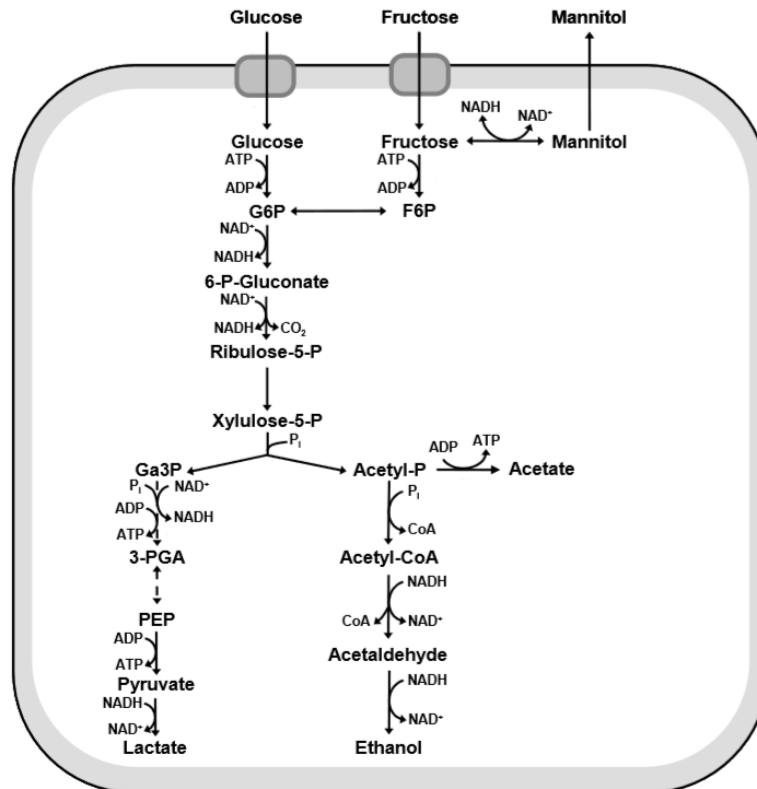 Glucose Fructose Mannitol
NADH NAD⁺
Glucose Fructose Mannitol
ATP ATP
ADP ADP
G6P F6P
NAD⁺
NADH
6-P-Gluconate
NAD⁺
NADH CO₂
Ribulose-5-P
Xylulose-5-P
Pᵢ
ADP ATP
Ga3P Acetyl-P Acetate
Pᵢ NAD⁺ Pᵢ
ADP NADH
ATP CoA
3-PGA Acetyl-CoA
NADH
PEP CoA NAD⁺
ADP
ATP Acetaldehyde
Pyruvate NADH
NADH
NAD⁺ NAD⁺
Lactate Ethanol